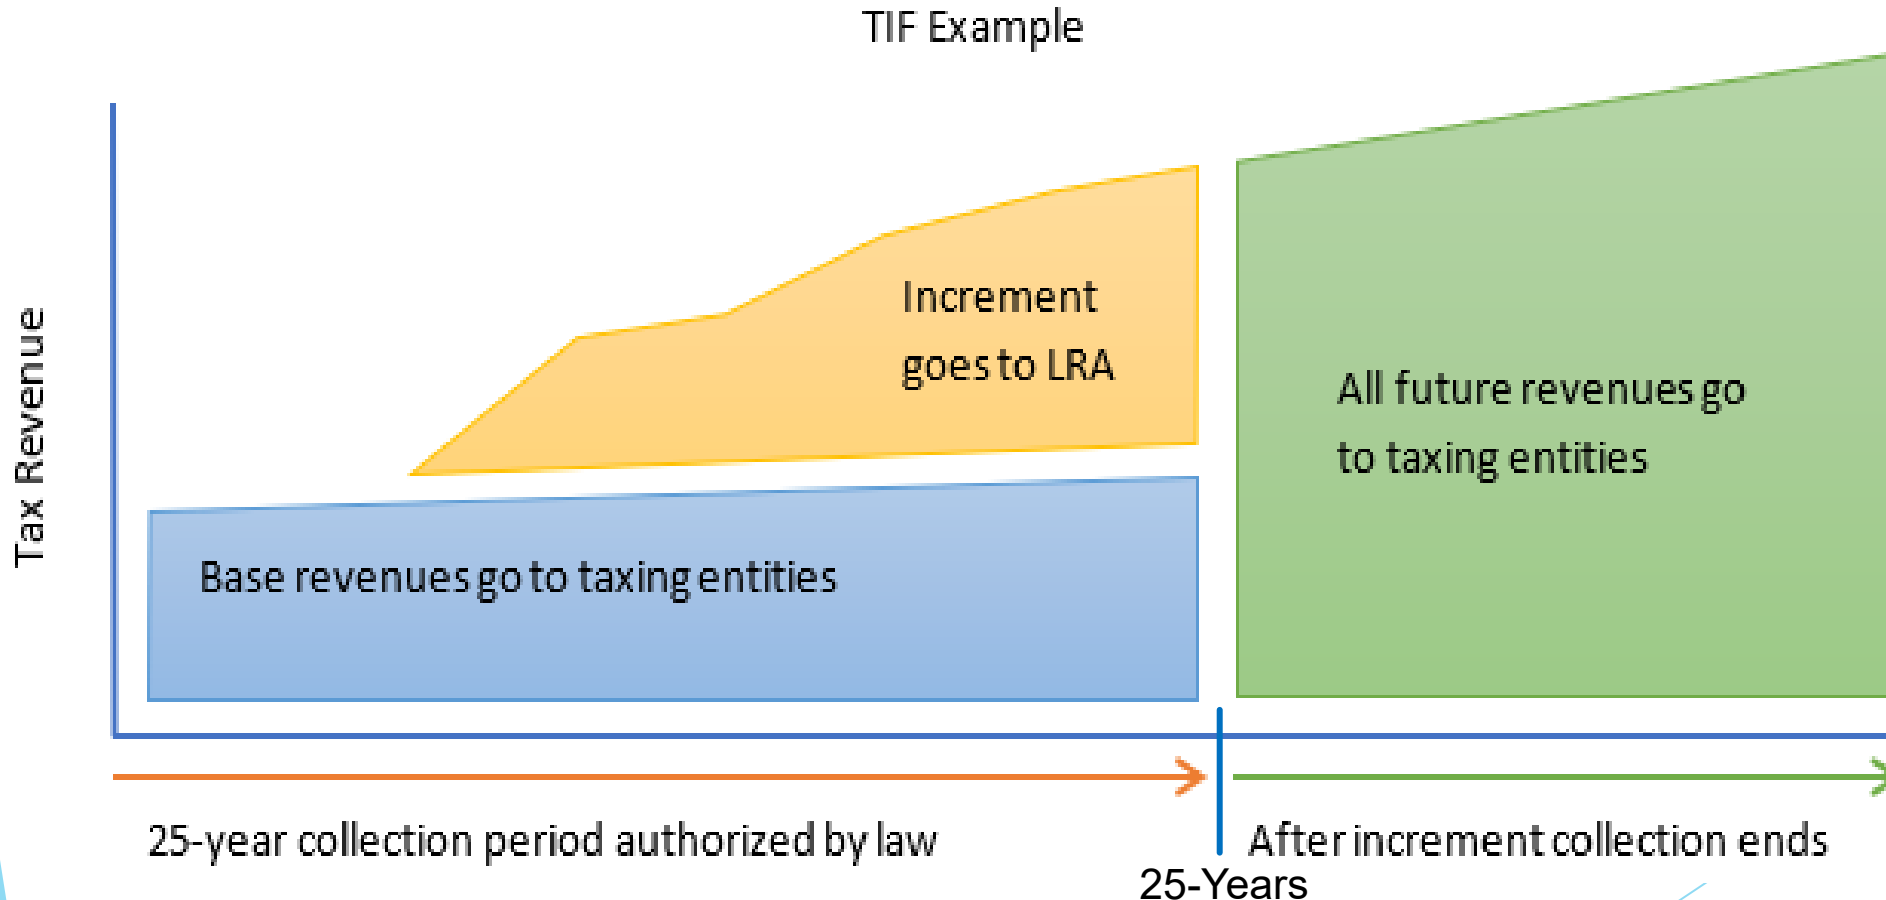 TIF Example
Tax Revenue
Increment
goes to LRA
All future revenues go
to taxing entities
Base revenues go to taxing entities
25-year collection period authorized by law
After increment collection ends
25-Years